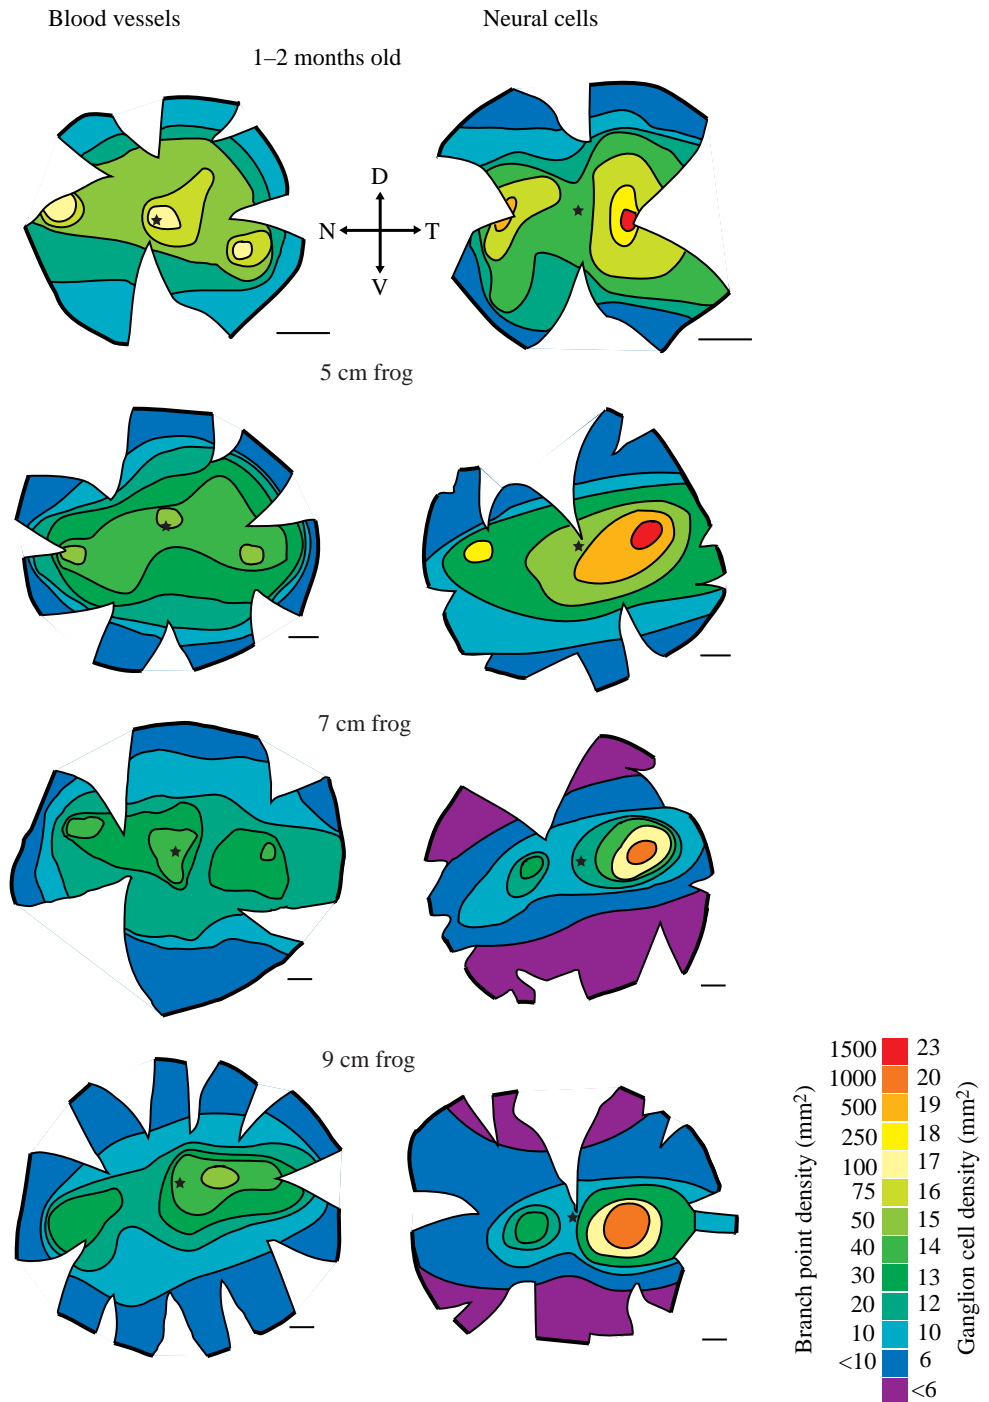 Blood vessels Neural cells
1–2 months old
D
N T
V
5 cm frog
7 cm frog
9 cm frog
Branch point density (mm2)
1500 23
1000 20
500 19
250 18
100 17
75 16
50 15
40 14
30 13
20 12
10 10
<10 6
<6
Ganglion cell density (mm2)